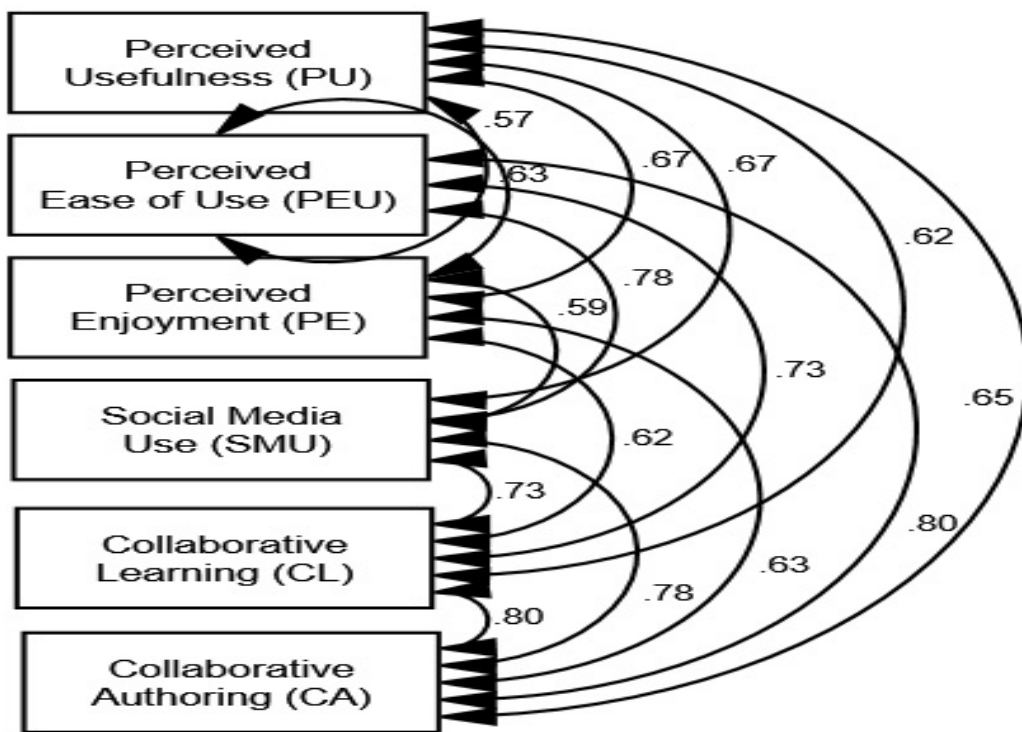 Perceived
Usefulness (PU)
.57
Perceived
Ease of Use (PEU)
.67
.67
.63
.62
Perceived
Enjoyment (PE)
.78
.59
.73
.65
Social Media
Use (SMU)
.62
.73
.80
Collaborative
Learning (CL)
.63
.78
.80
Collaborative
Authoring (CA)